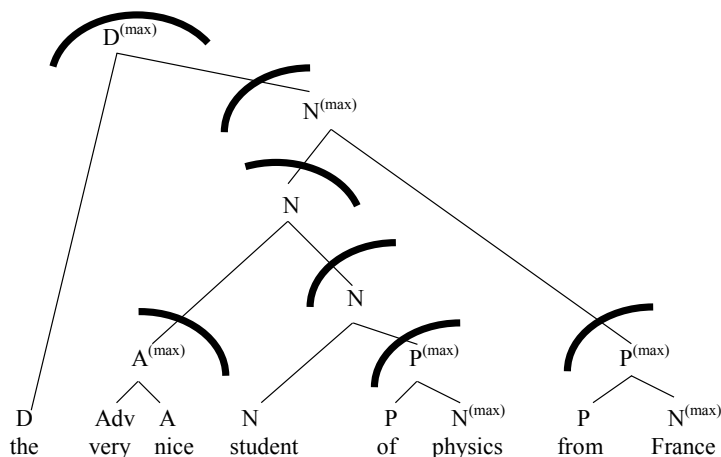 D(max)
N(max)
N
N
A(max) P(max) P(max)
D Adv A N P N(max) P N(max)
the very nice student of physics from France